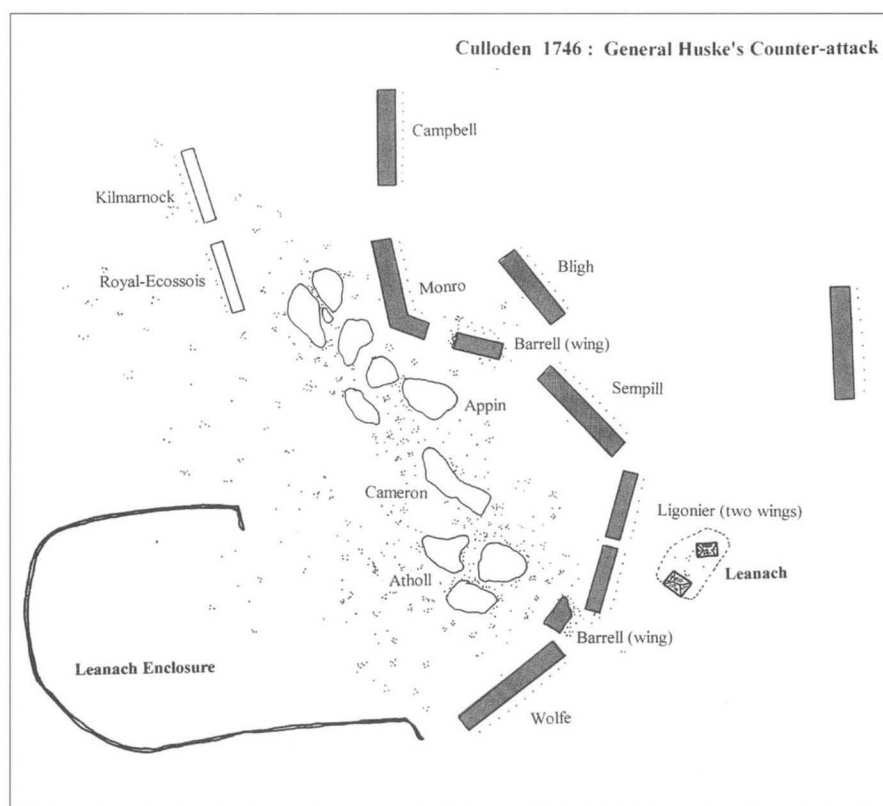 Culloden 1746 : General Huske's Counter-attack
Campbell
Kilmarnock
Royal-Ecossois
Monro
Bligh
Barrell (wing)
Sempill
Appin
Cameron
Ligonier (two wings)
Atholl
Leanach
Barrell (wing)
Leanach Enclosure
Wolfe